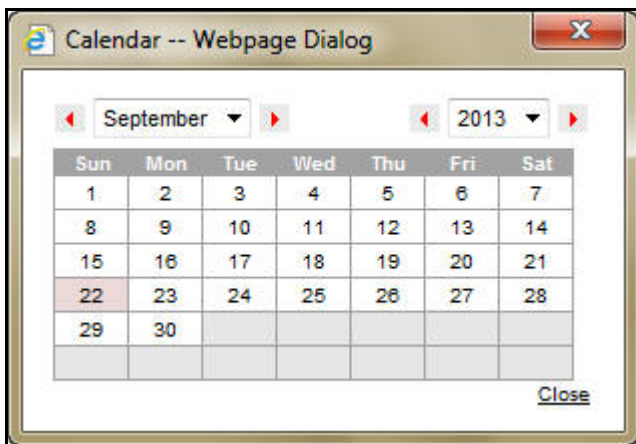 Calendar -- Webpage Dialog
September 2013
Sun Mon Tue Wed Thu Fri Sat
1 2 3 4 5 6 7
8 9 10 11 12 13 14
15 16 17 18 19 20 21
22 23 24 25 26 27 28
29 30
Close